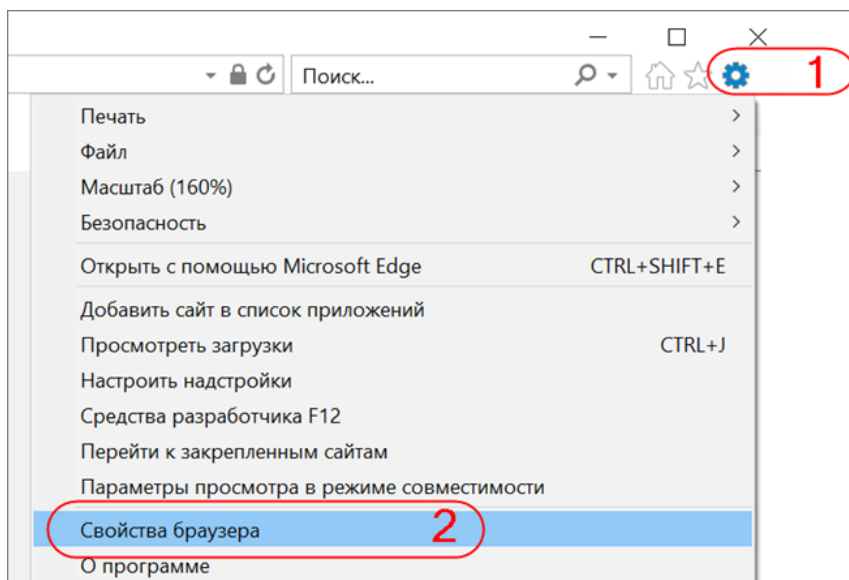 Поиск...
1
Печать
Файл
Масштаб (160%)
Безопасность
Открыть с помощью Microsoft Edge CTRL+SHIFT+E
Добавить сайт в список приложений
Просмотреть загрузки CTRL+J
Настроить надстройки
Средства разработчика F12
Перейти к закрепленным сайтам
Параметры просмотра в режиме совместимости
Свойства браузера 2
О программе